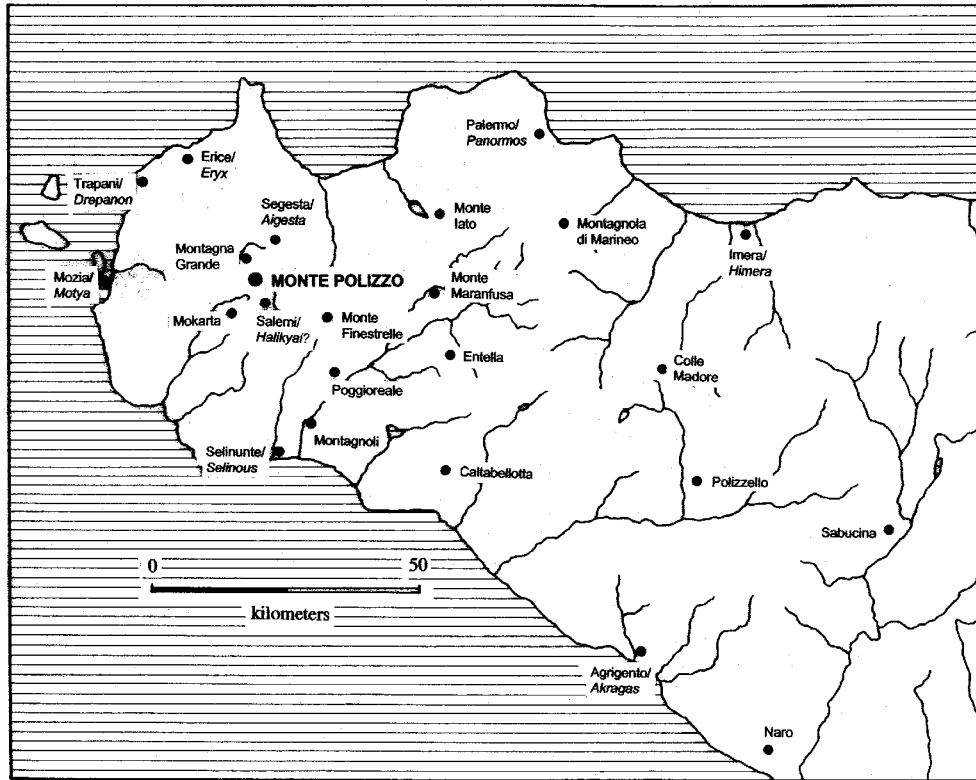 Palermo/
Panormos
Erice/
Eryx
Trapani/
Drepanon
Segesta/
Aigesta
Monte
Iato
Montagnola
di Marineo
Imera/
Himera
Montagna
Grande
Mozia/
Motya
MONTE POLIZZO
Monte
Maranfusa
Mokarta
Salemi/
Halikyai?
Monte
Finestrelle
Entella
Colle
Madore
Poggioreale
Montagnoli
Selinunte/
Selinous
Caltabellotta
Polizzello
Sabucina
0
50
kilometers
Agrigento/
Akragas
Naro